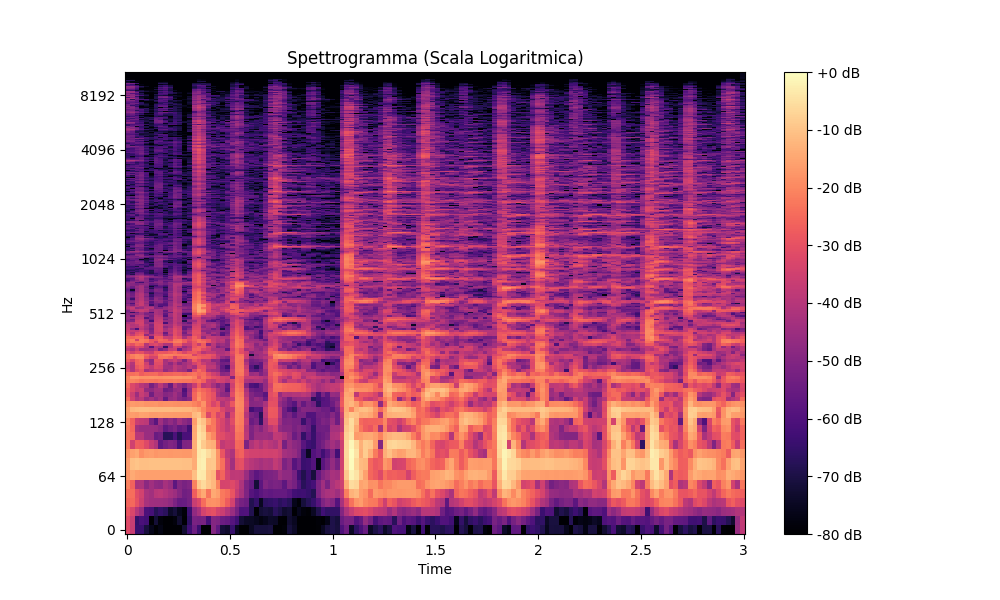 Spettrogramma (Scala Logaritmica)
Hz
8192
4096
2048
1024
512
256
128
64
0
0
0.5
1
1.5
2
2.5
3
Time
+0 dB
-10 dB
-20 dB
-30 dB
-40 dB
-50 dB
-60 dB
-70 dB
-80 dB